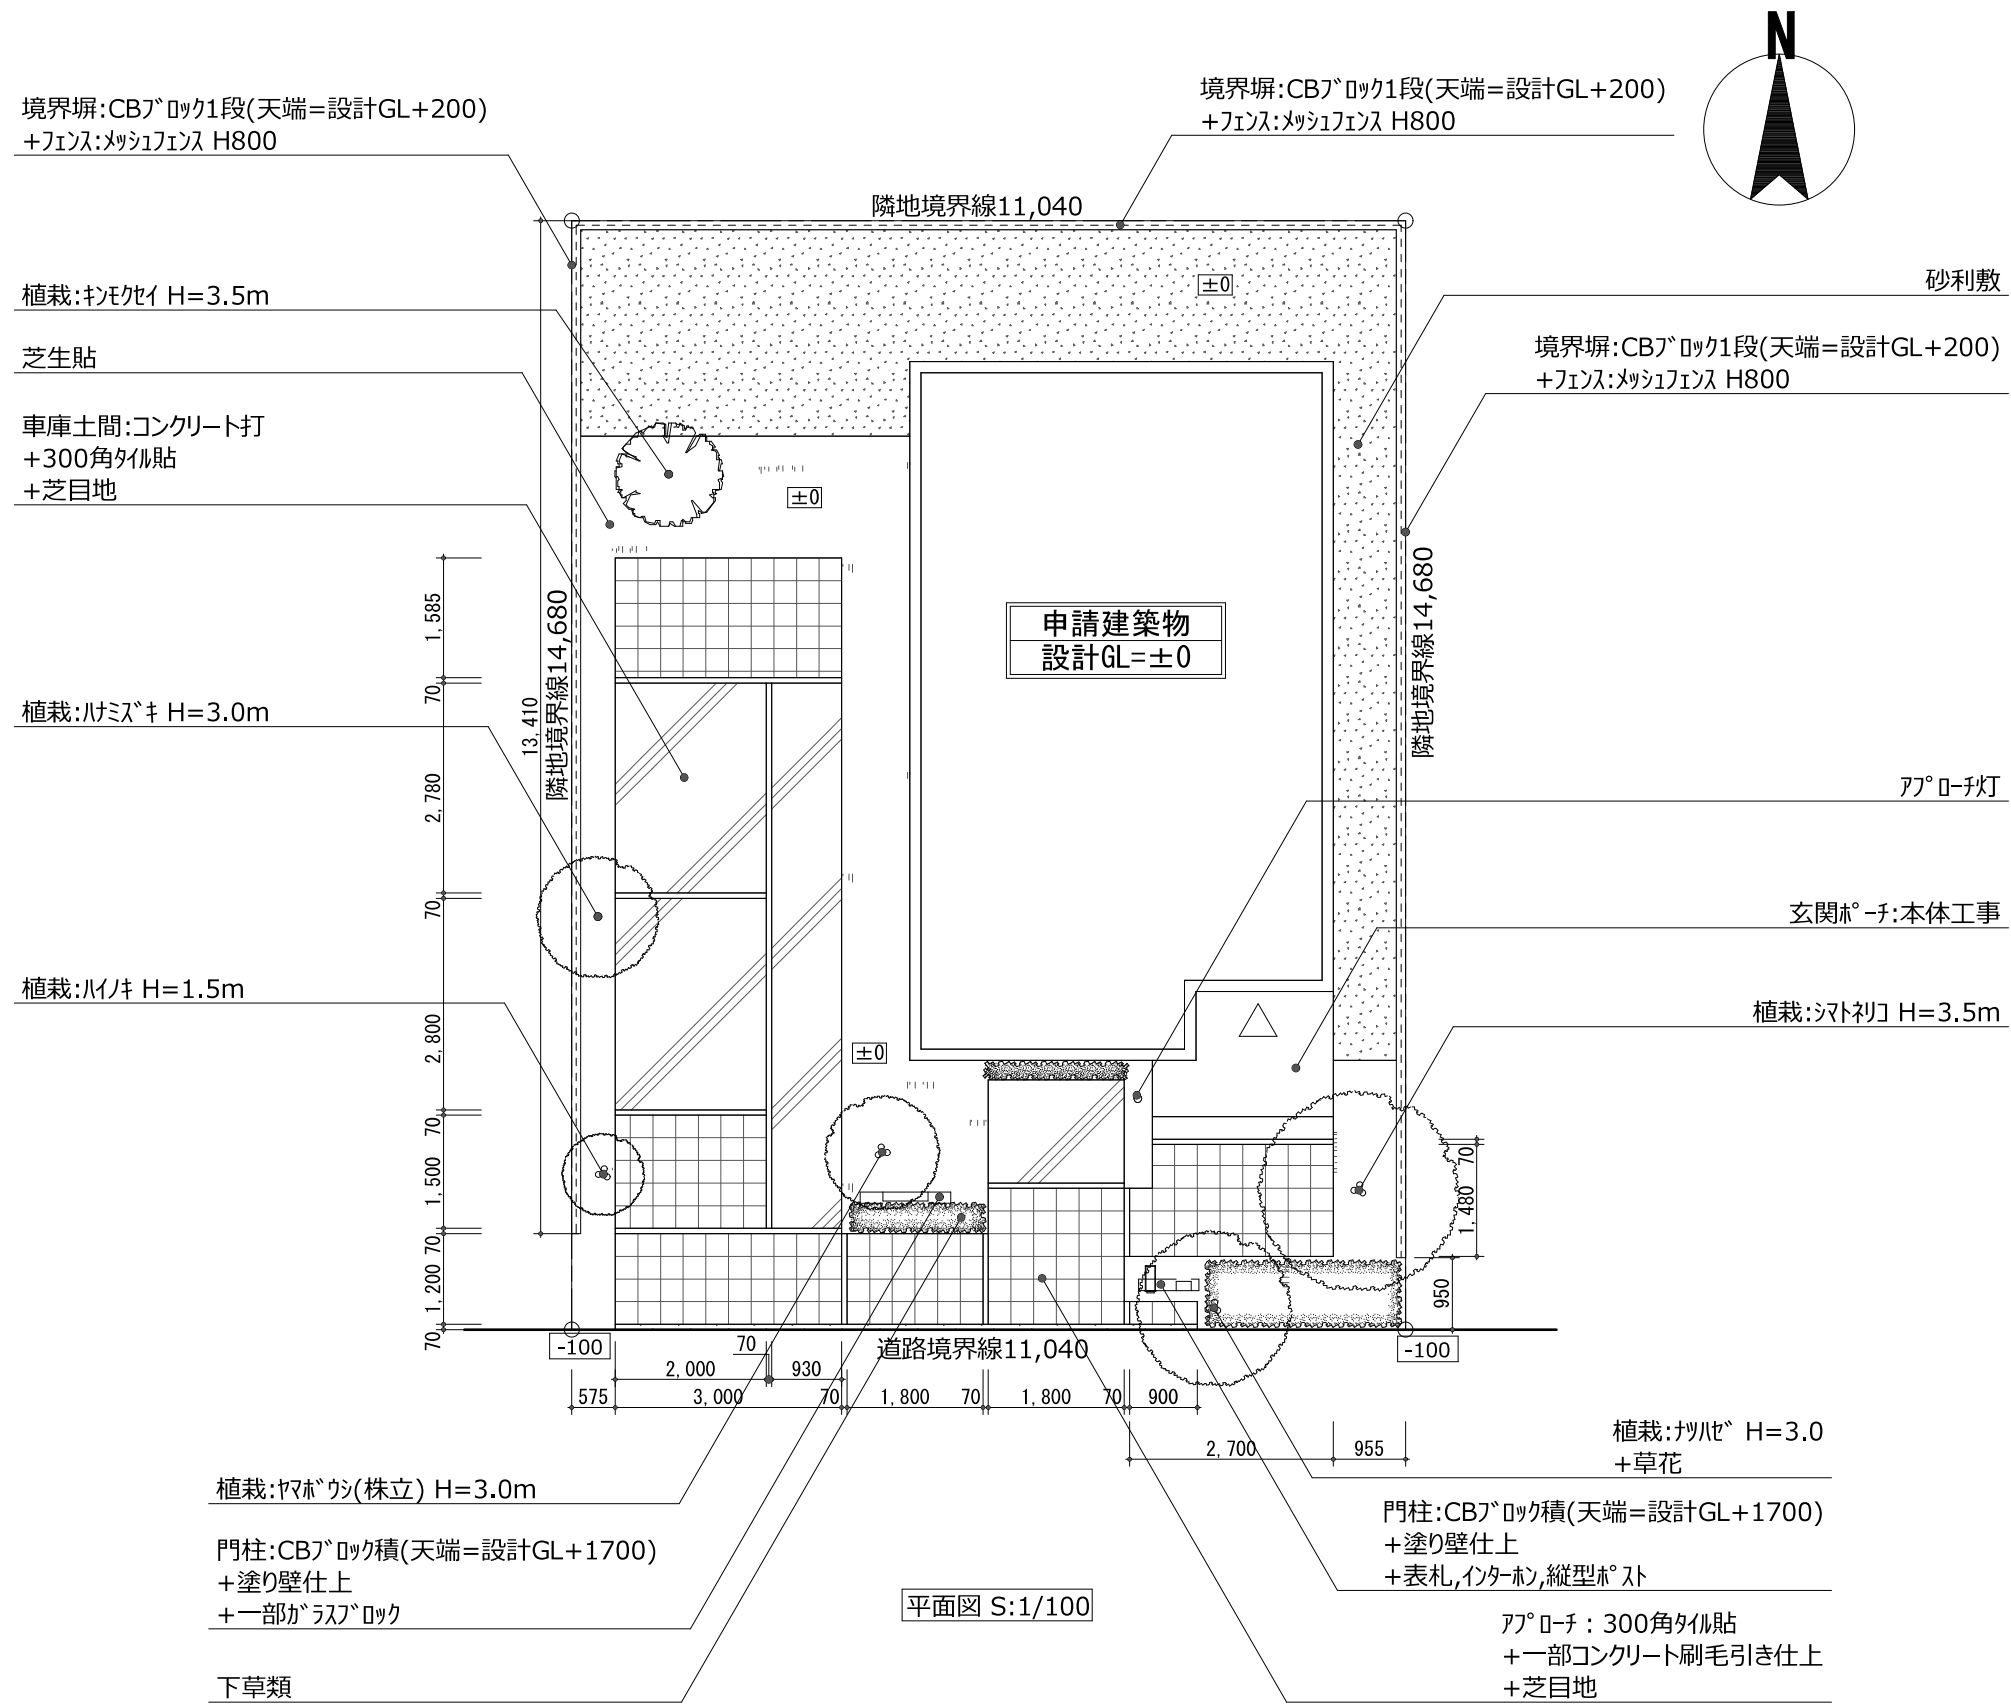 N
境界塀:CBﾌﾞﾛｯｸ1段(天端=設計GL+200)
+ﾌｪﾝｽ:ﾒｯｼｭﾌｪﾝｽ H800
境界塀:CBﾌﾞﾛｯｸ1段(天端=設計GL+200)
+ﾌｪﾝｽ:ﾒｯｼｭﾌｪﾝｽ H800
隣地境界線11,040
植栽:ｷﾝﾓｸｾｲ H=3.5m
±0
砂利敷
芝生貼
境界塀:CBﾌﾞﾛｯｸ1段(天端=設計GL+200)
+ﾌｪﾝｽ:ﾒｯｼｭﾌｪﾝｽ H800
車庫土間:コンクリート打
+300角ﾀｲﾙ貼
+芝目地
±0
申請建築物
設計GL=±0
隣地境界線14,680
隣地境界線14,680
13,410
1,585
70
2,780
70
2,800
70
1,500
70
1,200
70
植栽:ﾊﾅﾐｽﾞｷ H=3.0m
ｱﾌﾟﾛｰﾁ灯
玄関ﾎﾟｰﾁ:本体工事
植栽:ﾊｲﾉｷ H=1.5m
植栽:ｼﾏﾄﾈﾘｺ H=3.5m
±0
70
1,480
950
-100
道路境界線11,040
-100
70
2,000
930
575
3,000
70
1,800
70
1,800
70
900
2,700
955
植栽:ﾅﾂﾊｾﾞ H=3.0
+草花
植栽:ﾔﾏﾎﾞｳｼ(株立) H=3.0m
門柱:CBﾌﾞﾛｯｸ積(天端=設計GL+1700)
+塗り壁仕上
+表札,ｲﾝﾀｰﾎﾝ,縦型ﾎﾟｽﾄ
門柱:CBﾌﾞﾛｯｸ積(天端=設計GL+1700)
+塗り壁仕上
+一部ｶﾞﾗｽﾌﾞﾛｯｸ
平面図 S:1/100
ｱﾌﾟﾛｰﾁ : 300角ﾀｲﾙ貼
+一部コンクリート刷毛引き仕上
+芝目地
下草類